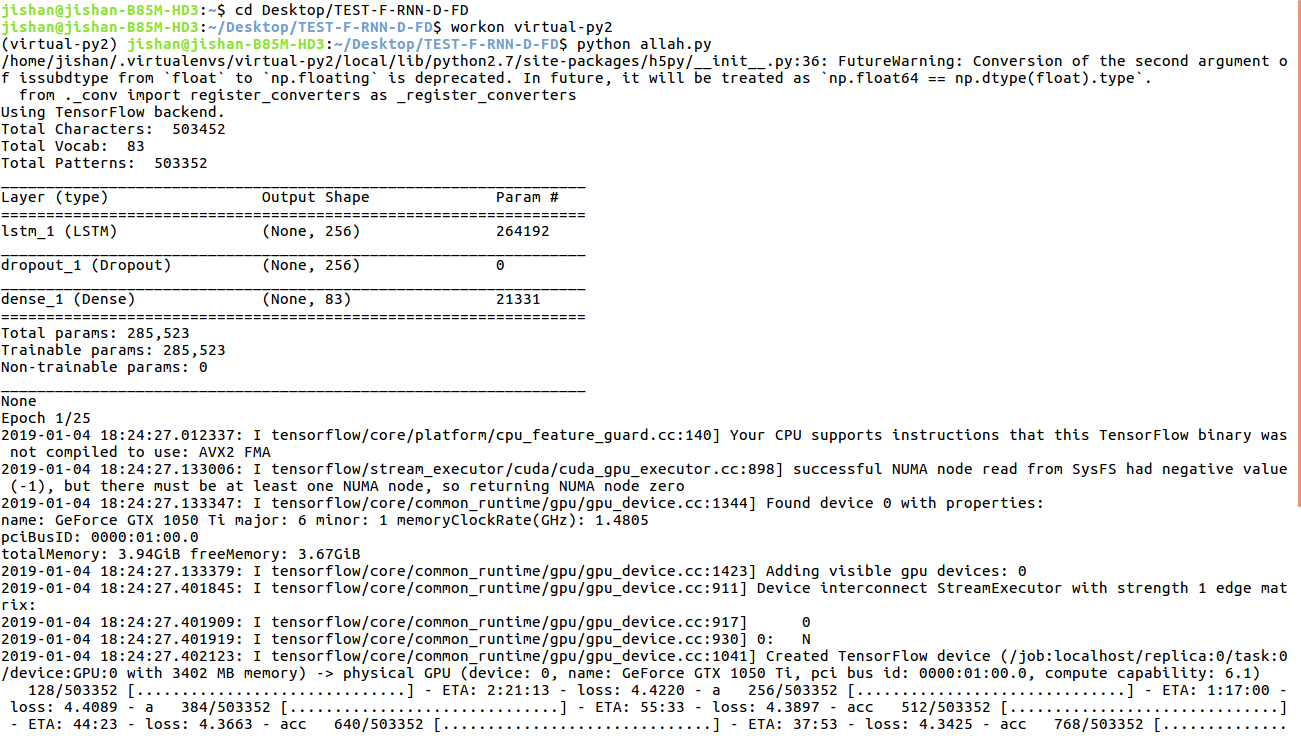 jishan@jishan-B85M-HD3:~$ cd Desktop/TEST-F-RNN-D-FD
jishan@jishan-B85M-HD3:~/Desktop/TEST-F-RNN-D-FD$ workon virtual-py2
(virtual-py2) jishan@jishan-B85M-HD3:~/Desktop/TEST-F-RNN-D-FD$ python allah.py
/home/jishan/.virtualenvs/virtual-py2/local/lib/python2.7/site-packages/h5py/__init__.py:36: FutureWarning: Conversion of the second argument o
f issubdtype from `float` to `np.floating` is deprecated. In future, it will be treated as `np.float64 == np.dtype(float).type`.
  from ._conv import register_converters as _register_converters
Using TensorFlow backend.
Total Characters:  503452
Total Vocab:  83
Total Patterns:  503352
_________________________________________________________________
Layer (type)                 Output Shape              Param #
=================================================================
lstm_1 (LSTM)                (None, 256)               264192
_________________________________________________________________
dropout_1 (Dropout)          (None, 256)               0
_________________________________________________________________
dense_1 (Dense)              (None, 83)                21331
=================================================================
Total params: 285,523
Trainable params: 285,523
Non-trainable params: 0
_________________________________________________________________
None
Epoch 1/25
2019-01-04 18:24:27.012337: I tensorflow/core/platform/cpu_feature_guard.cc:140] Your CPU supports instructions that this TensorFlow binary was
 not compiled to use: AVX2 FMA
2019-01-04 18:24:27.133006: I tensorflow/stream_executor/cuda/cuda_gpu_executor.cc:898] successful NUMA node read from SysFS had negative value
 (-1), but there must be at least one NUMA node, so returning NUMA node zero
2019-01-04 18:24:27.133347: I tensorflow/core/common_runtime/gpu/gpu_device.cc:1344] Found device 0 with properties:
name: GeForce GTX 1050 Ti major: 6 minor: 1 memoryClockRate(GHz): 1.4805
pciBusID: 0000:01:00.0
totalMemory: 3.94GiB freeMemory: 3.67GiB
2019-01-04 18:24:27.133379: I tensorflow/core/common_runtime/gpu/gpu_device.cc:1423] Adding visible gpu devices: 0
2019-01-04 18:24:27.401845: I tensorflow/core/common_runtime/gpu/gpu_device.cc:911] Device interconnect StreamExecutor with strength 1 edge mat
rix:
2019-01-04 18:24:27.401909: I tensorflow/core/common_runtime/gpu/gpu_device.cc:917]      0
2019-01-04 18:24:27.401919: I tensorflow/core/common_runtime/gpu/gpu_device.cc:930] 0:   N
2019-01-04 18:24:27.402123: I tensorflow/core/common_runtime/gpu/gpu_device.cc:1041] Created TensorFlow device (/job:localhost/replica:0/task:0
/device:GPU:0 with 3402 MB memory) -> physical GPU (device: 0, name: GeForce GTX 1050 Ti, pci bus id: 0000:01:00.0, compute capability: 6.1)
   128/503352 [..............................] - ETA: 2:21:13 - loss: 4.4220 - a   256/503352 [..............................] - ETA: 1:17:00 -
 loss: 4.4089 - a   384/503352 [..............................] - ETA: 55:33 - loss: 4.3897 - acc   512/503352 [..............................]
 - ETA: 44:23 - loss: 4.3663 - acc   640/503352 [..............................] - ETA: 37:53 - loss: 4.3425 - acc   768/503352 [..............